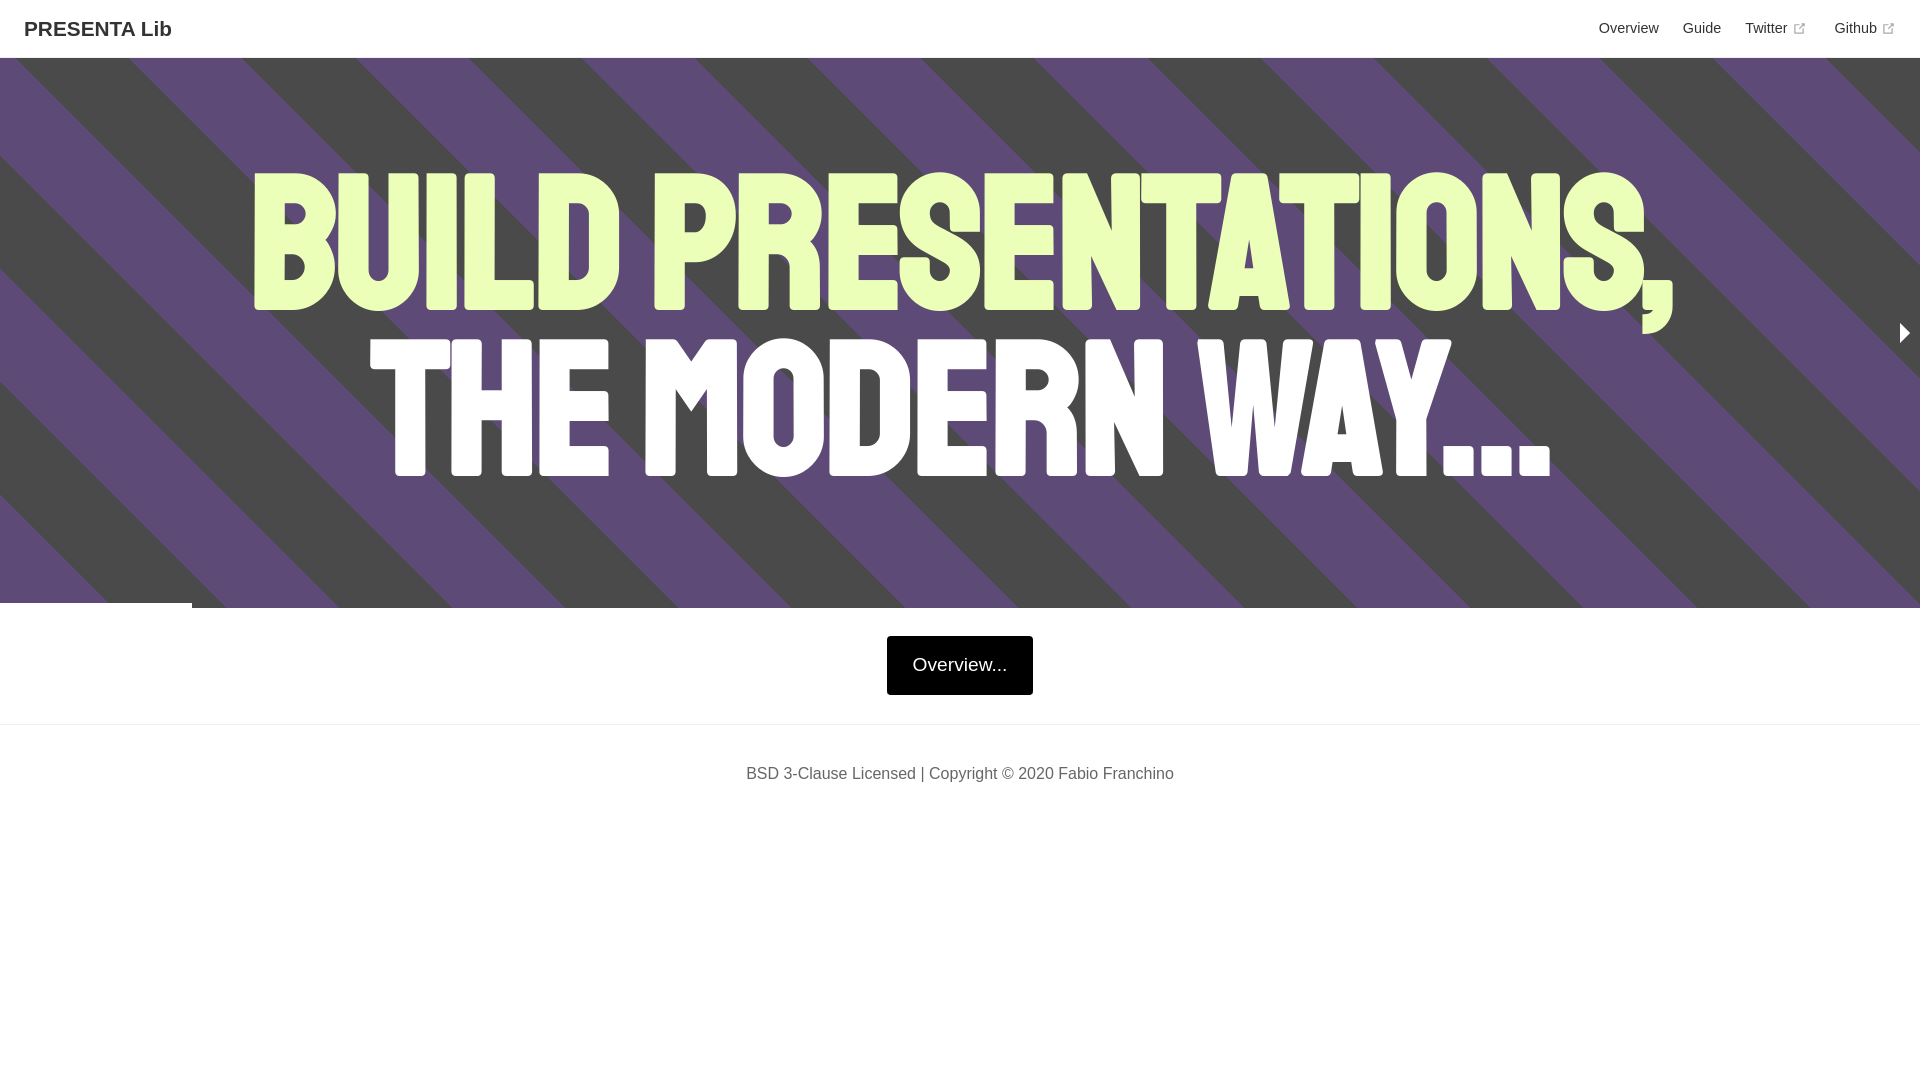 PRESENTA Lib
Overview Guide Twitter Github
BUILD PRESENTATIONS,
THE MODERN WAY...
Overview...
BSD 3-Clause Licensed | Copyright © 2020 Fabio Franchino